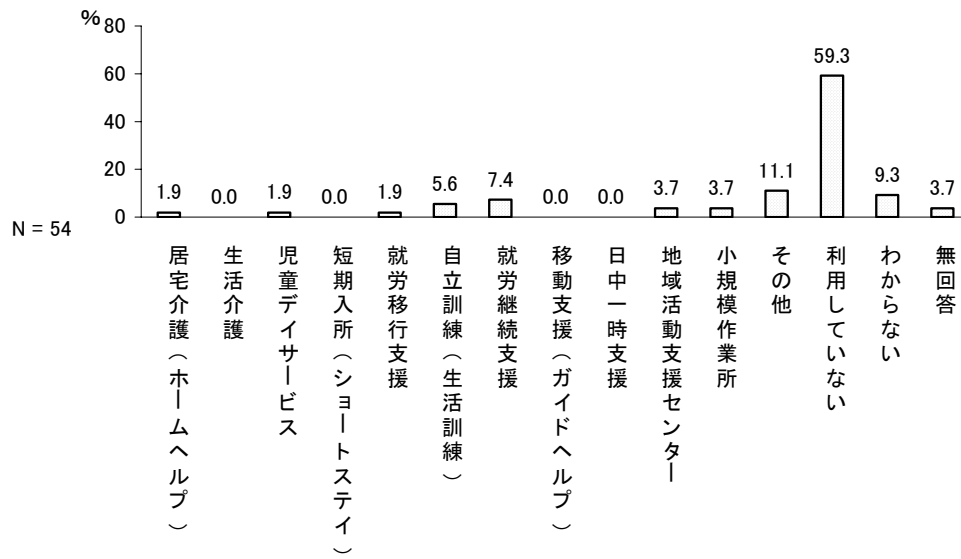 %
80
60
40
20
0
1.9
0.0
1.9
0.0
1.9
5.6
7.4
0.0
0.0
3.7
3.7
11.1
59.3
9.3
3.7
N = 54
居宅介護(ホームヘルプ)
生活介護
児童デイサービス
短期入所(ショートステイ)
就労移行支援
自立訓練(生活訓練)
就労継続支援
移動支援(ガイドヘルプ)
日中一時支援
地域活動支援センター
小規模作業所
その他
利用していない
わからない
無回答